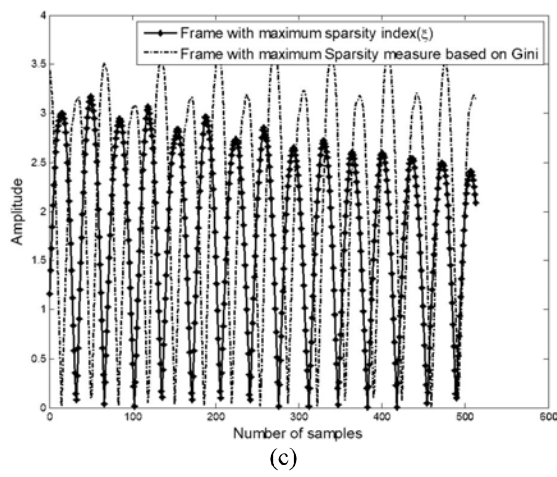 Frame with maximum sparsity index(ξ)
Frame with maximum Sparsity measure based on Gini
4
3.5
3
2.5
2
1.5
1
0.5
0
Amplitude
0 100 200 300 400 500 600
Number of samples
(c)